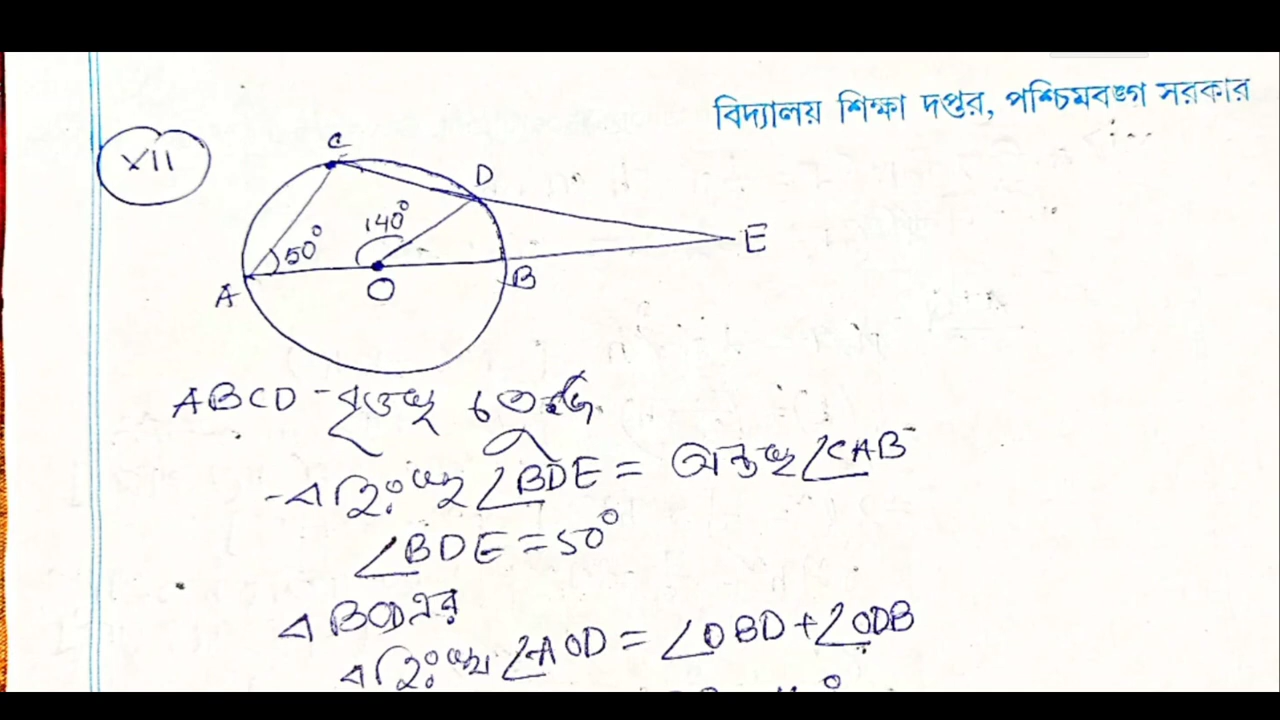 বিদ্যালয় শিক্ষা দপ্তর, পশ্চিমবঙ্গ সরকার
XII
C
D
140°
50°
E
A
O
B
ABCD বৃত্তস্থ
বহিঃস্থ ∠BDE = অন্তঃস্থ ∠CAB
∠BDE = 50°
△BOD এর
বহিঃস্থ ∠AOD = ∠OBD + ∠ODB